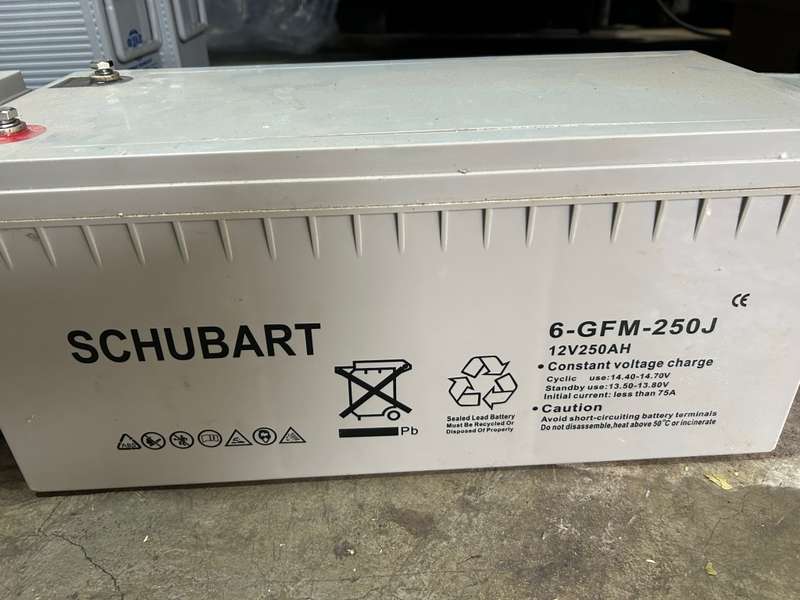 SCHUBART
6-GFM-250J
12V250AH
• Constant voltage charge
Cyclic use:14.40-14.70V
Standby use:13.50-13.80V
Initial current: less than 75A
• Caution
Avoid short-circuiting battery terminals
Do not disassemble,heat above 50°C or incinerate
CE
Pb
Sealed Lead Battery
Must Be Recycled Or
Disposed Of Properly
ABS